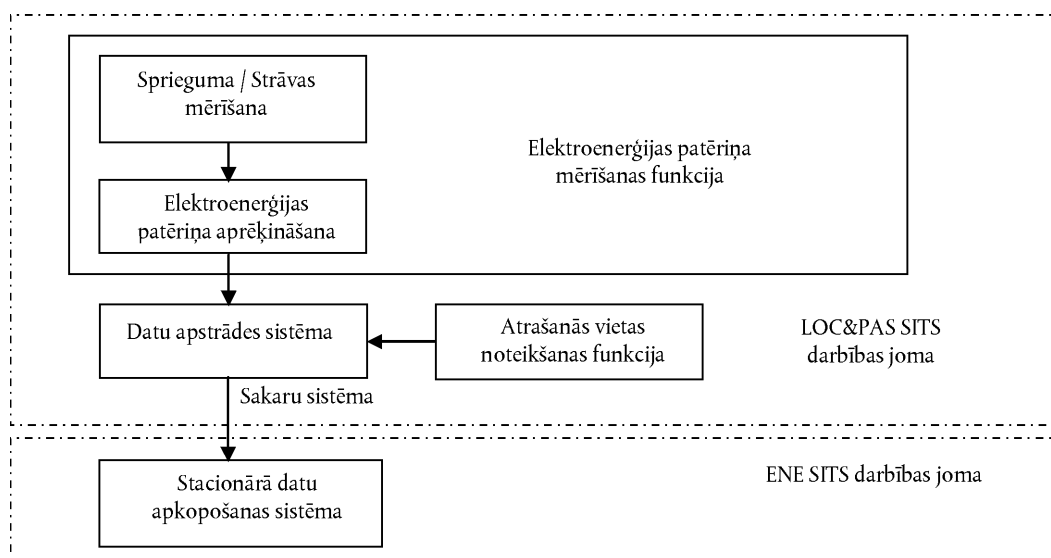 Sprieguma / Strāvas
mērīšana
Elektroenerģijas patēriņa
mērīšanas funkcija
Elektroenerģijas
patēriņa aprēķināšana
Datu apstrādes sistēma
Atrašanās vietas
noteikšanas funkcija
LOC&PAS SITS
darbības joma
Sakaru sistēma
Stacionārā datu
apkopošanas sistēma
ENE SITS darbības joma